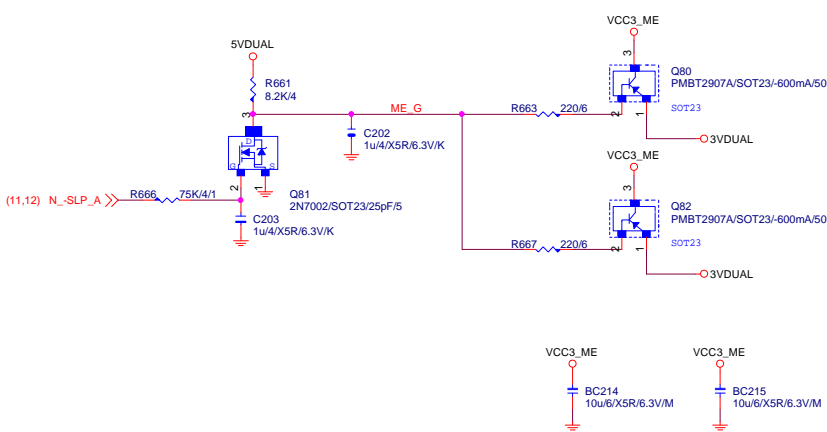 VCC3_ME
3
Q80
PMBT2907A/SOT23/-600mA/50
SOT23
2
1
3VDUAL
5VDUAL
R661
8.2K/4
3
ME_G
R663 220/6
C202
1u/4/X5R/6.3V/K
D
G S
2
1
Q81
2N7002/SOT23/25pF/5
(11,12) N_-SLP_A
R666 75K/4/1
C203
1u/4/X5R/6.3V/K
VCC3_ME
3
Q82
PMBT2907A/SOT23/-600mA/50
SOT23
R667 220/6
2
1
3VDUAL
VCC3_ME
BC214
10u/6/X5R/6.3V/M
VCC3_ME
BC215
10u/6/X5R/6.3V/M